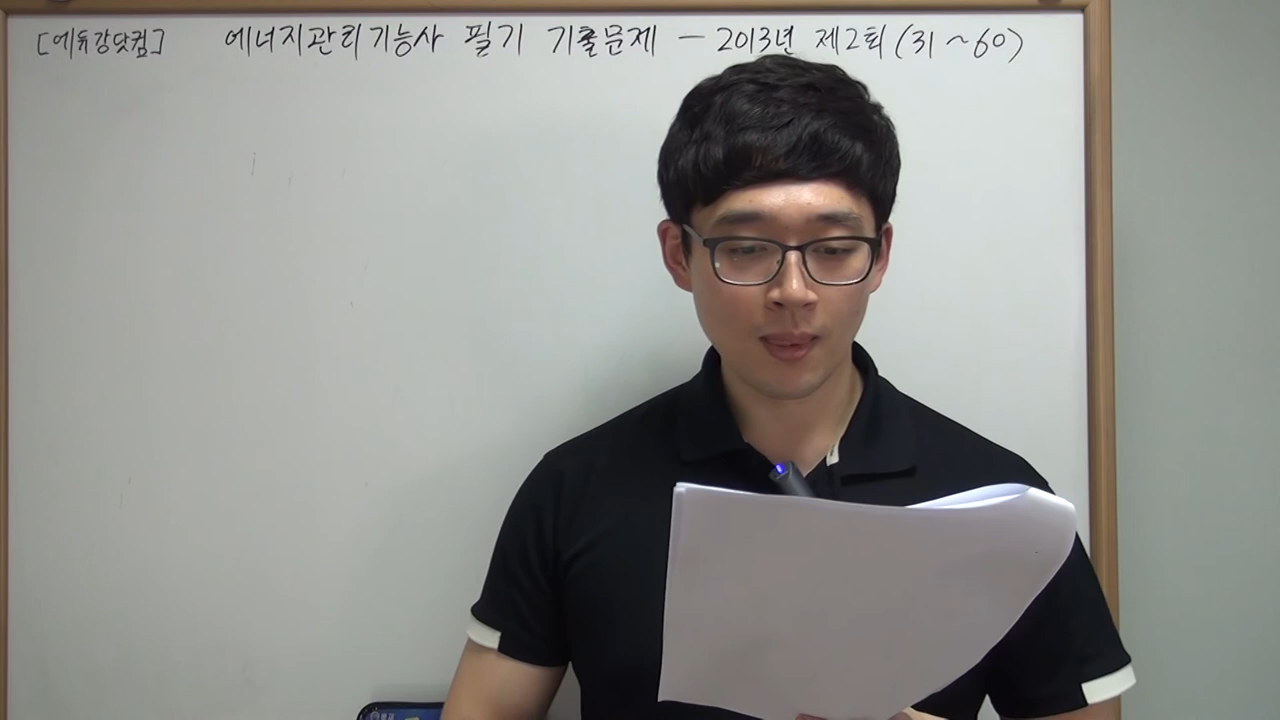 [에듀강닷컴] 에너지관리기능사 필기 기출문제 - 2013년 제2회 (31~60)